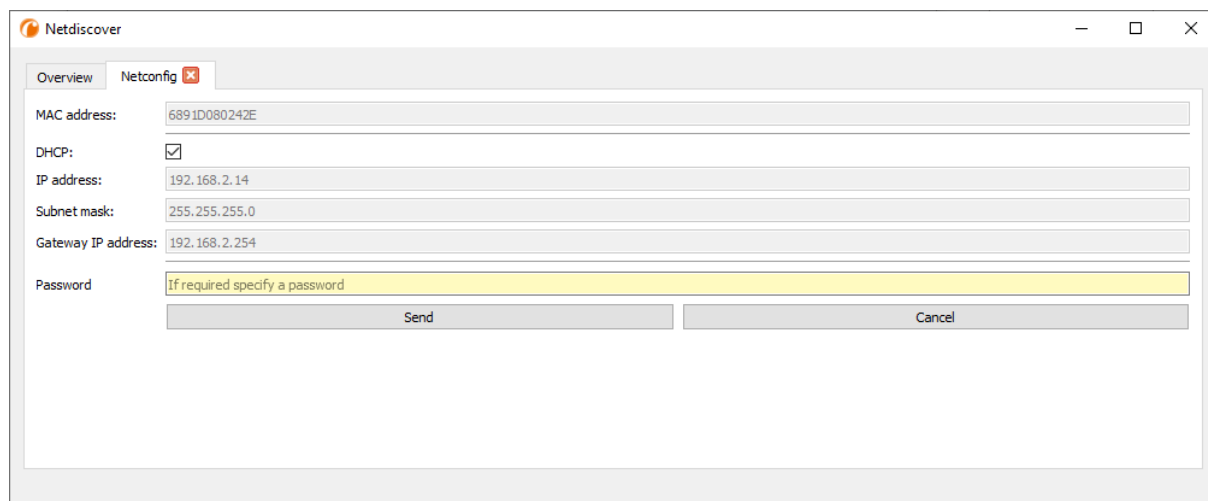 Netdiscover
Overview Netconfig
MAC address: 6891D080242E
DHCP:
IP address: 192.168.2.14
Subnet mask: 255.255.255.0
Gateway IP address: 192.168.2.254
Password If required specify a password
Send Cancel